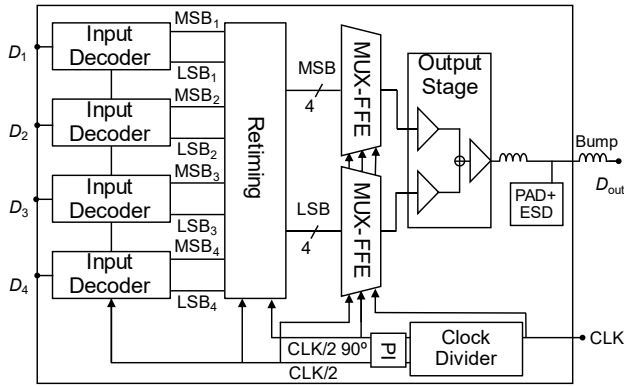 D1
Input Decoder
MSB1
LSB1
D2
Input Decoder
MSB2
LSB2
D3
Input Decoder
MSB3
LSB3
D4
Input Decoder
MSB4
LSB4
Retiming
MSB
4
LSB
4
MUX-FFE
MUX-FFE
Output
Stage
Bump
Dout
PAD+
ESD
CLK/2 90º
CLK/2
PI
Clock
Divider
CLK